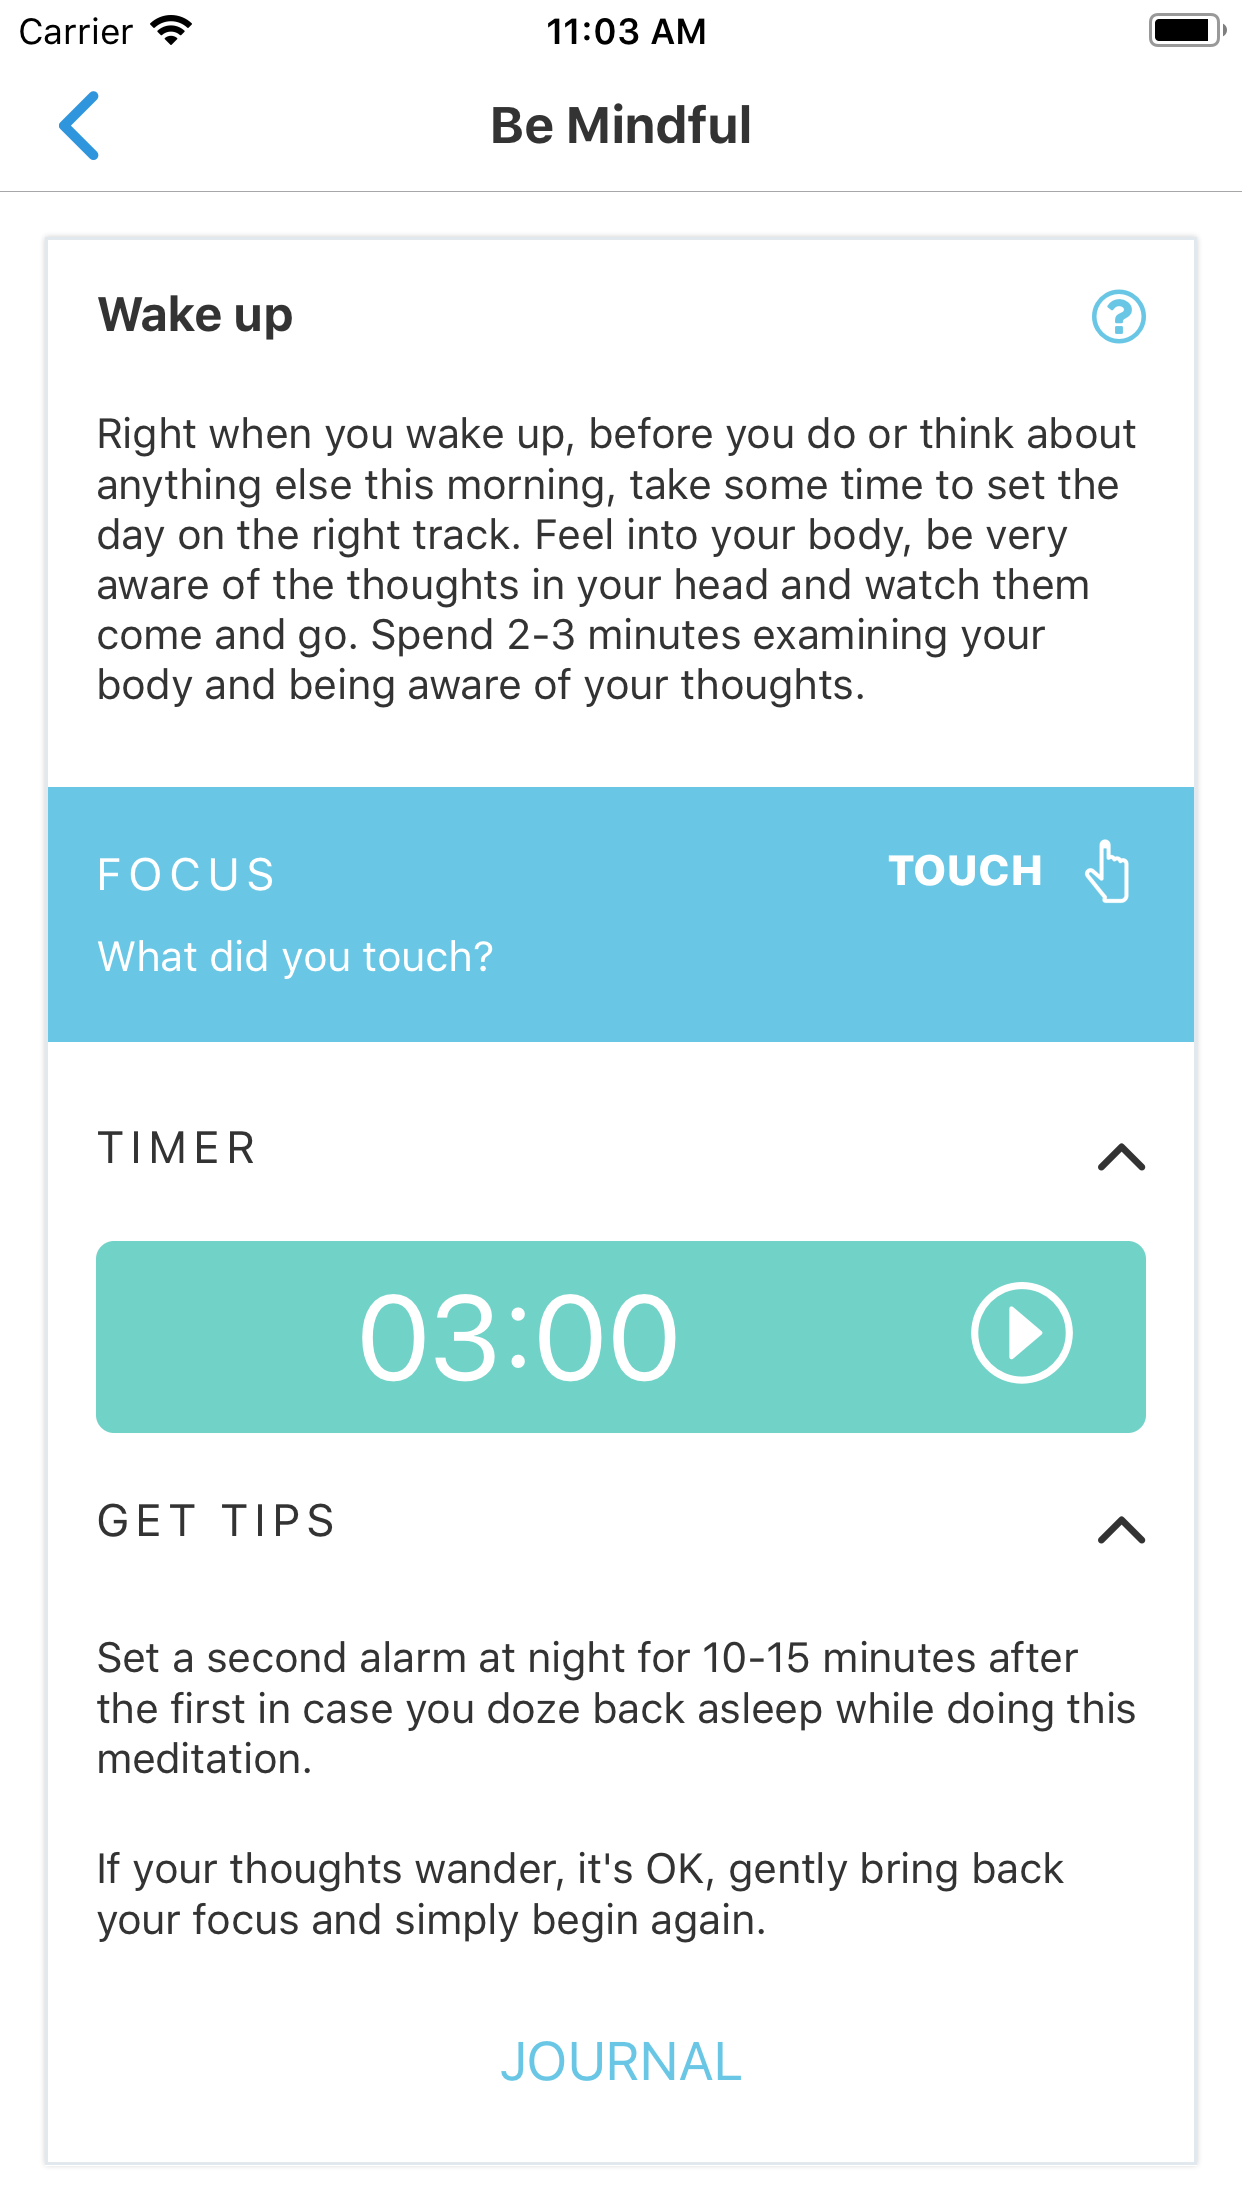 Carrier 11:03 AM
Be Mindful
Wake up
Right when you wake up, before you do or think about
anything else this morning, take some time to set the
day on the right track. Feel into your body, be very
aware of the thoughts in your head and watch them
come and go. Spend 2-3 minutes examining your
body and being aware of your thoughts.
FOCUS TOUCH
What did you touch?
TIMER
03:00
GET TIPS
Set a second alarm at night for 10-15 minutes after
the first in case you doze back asleep while doing this
meditation.
If your thoughts wander, it's OK, gently bring back
your focus and simply begin again.
JOURNAL